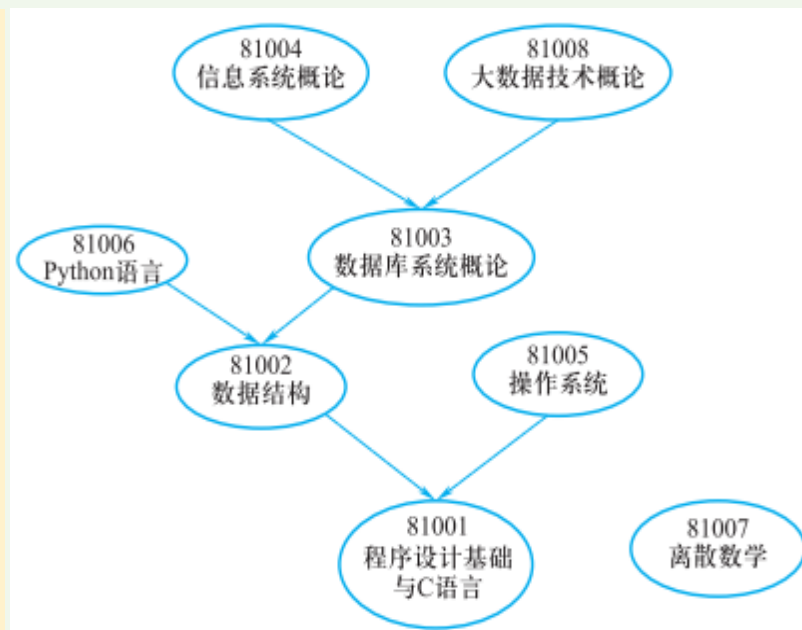 81004
信息系统概论
81008
大数据技术概论
81006
Python语言
81003
数据库系统概论
81002
数据结构
81005
操作系统
81001
程序设计基础
与C语言
81007
离散数学